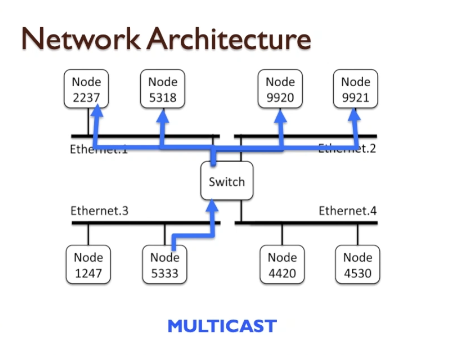 Network Architecture
Node
2237
Node
5318
Node
9920
Node
9921
Ethernet.1
Ethernet.2
Switch
Ethernet.3
Ethernet.4
Node
1247
Node
5333
Node
4420
Node
4530
MULTICAST